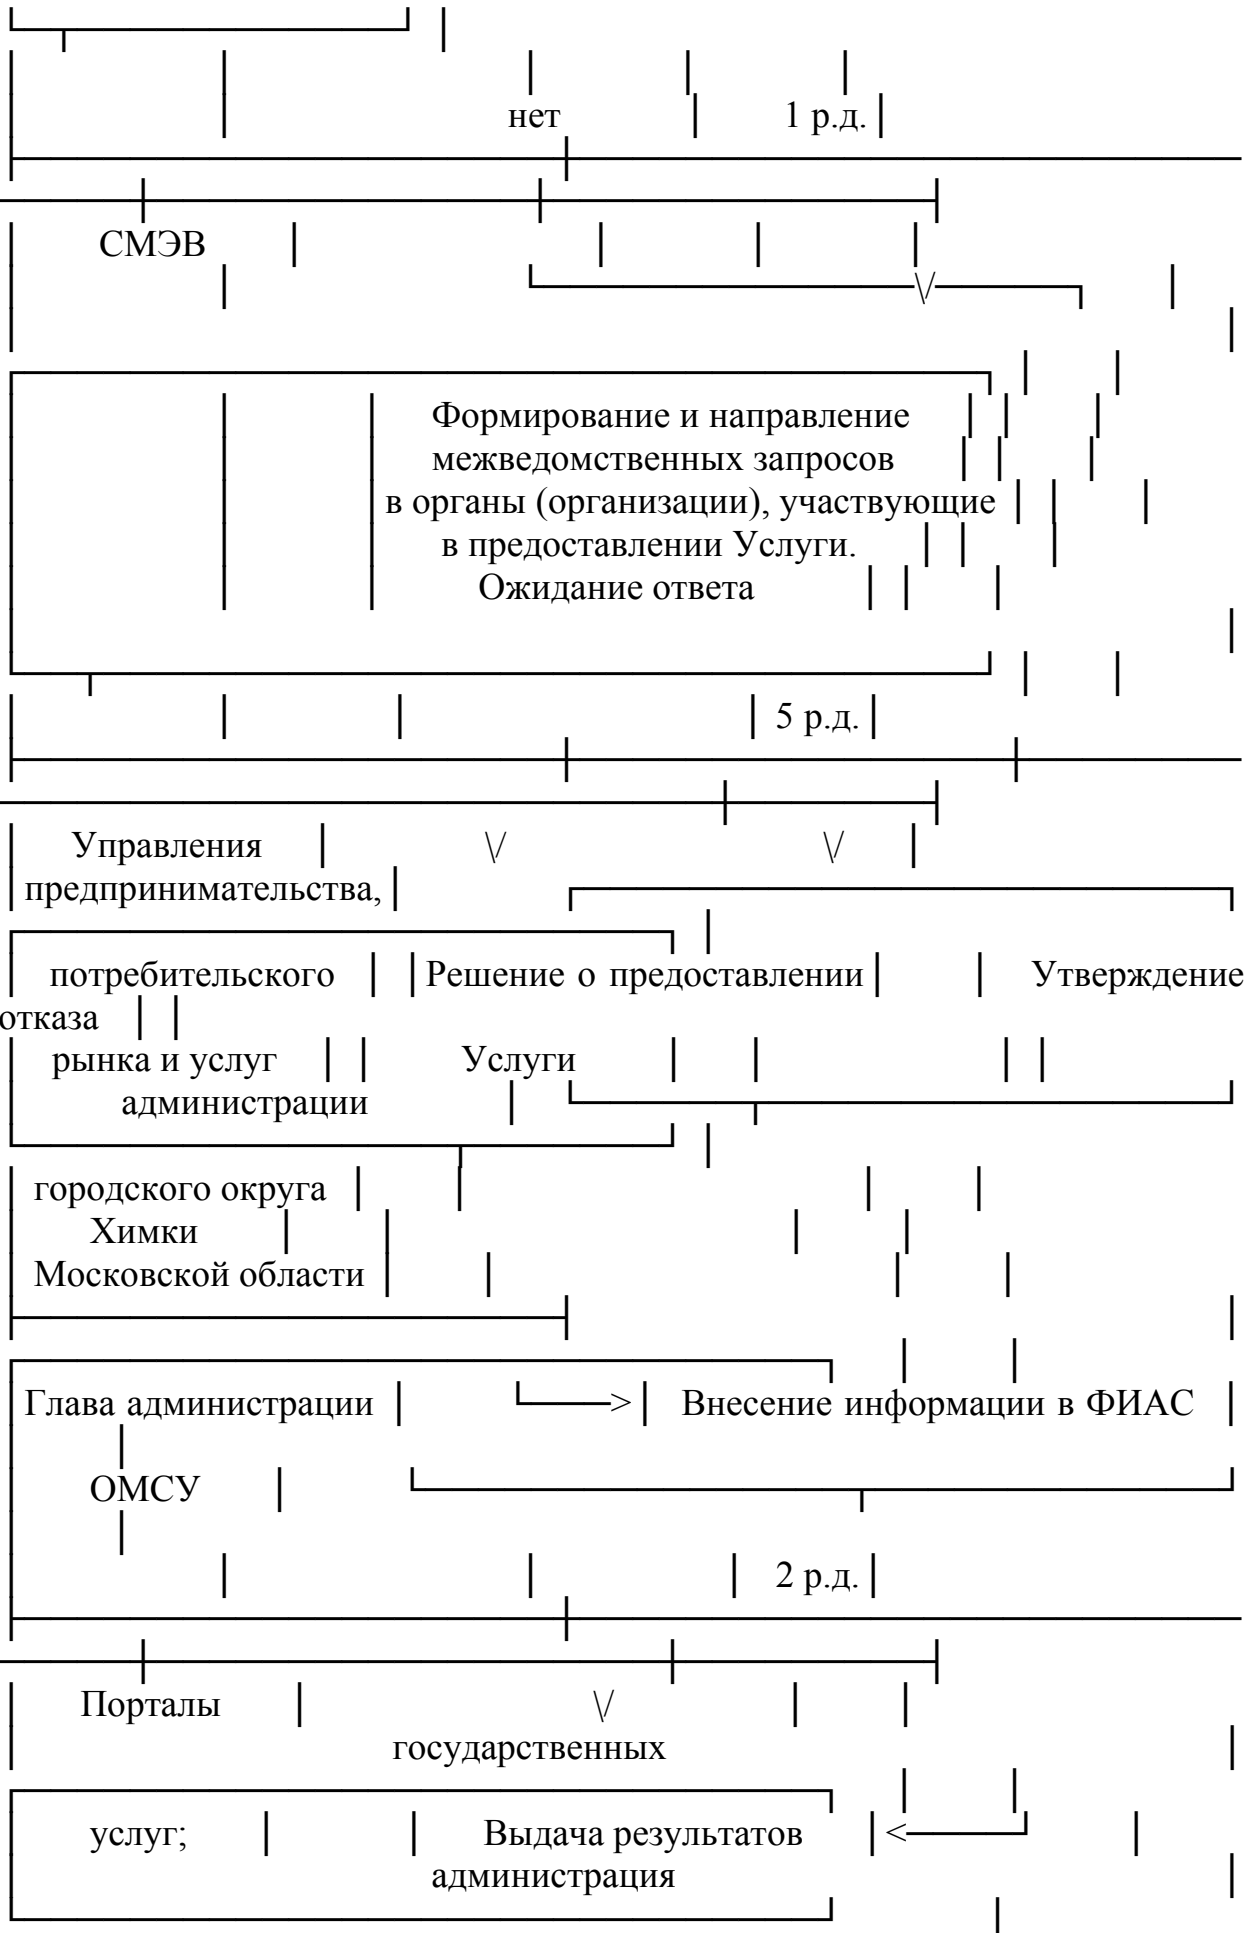 нет 1 р.д.
СМЭВ
\/
Формирование и направление
межведомственных запросов
в органы (организации), участвующие
в предоставлении Услуги.
Ожидание ответа
5 р.д.
Управления \/ \/
предпринимательства,
потребительского Решение о предоставлении Утверждение
отказа
рынка и услуг Услуги
администрации
городского округа
Химки
Московской области
Глава администрации > Внесение информации в ФИАС
ОМСУ
2 р.д.
Порталы \/
государственных
услуг; Выдача результатов <
администрация